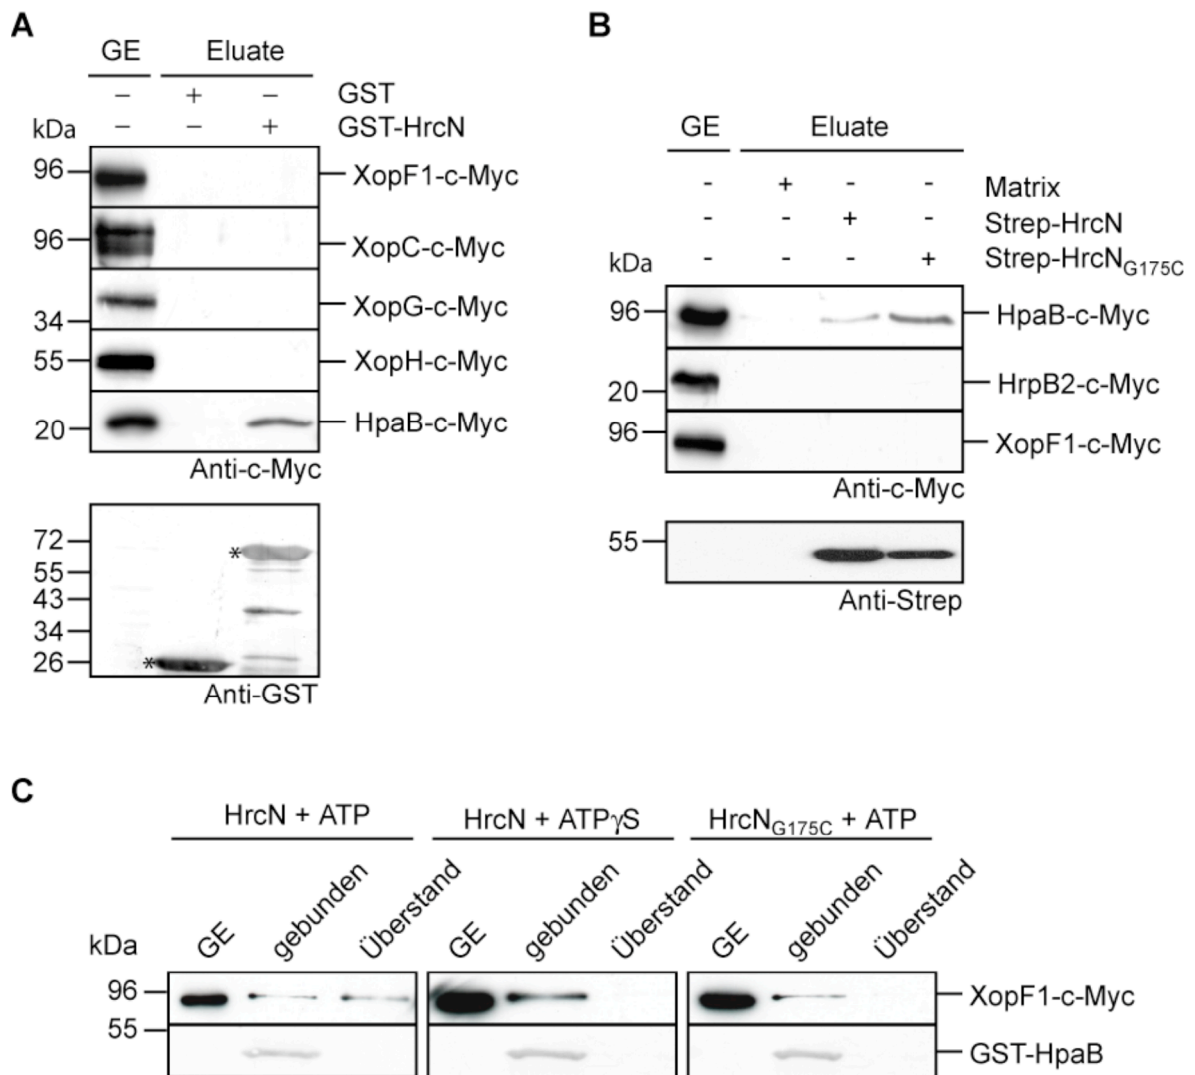 A
GE Eluate
– + – GST
kDa – – + GST-HrcN
96 XopF1-c-Myc
96 XopC-c-Myc
XopG-c-Myc
34
55 XopH-c-Myc
20 HpaB-c-Myc
Anti-c-Myc
72
*
55
43
34
26 *
Anti-GST
B
GE Eluate
- + - - Matrix
- - + - Strep-HrcN
kDa - - - + Strep-HrcNG175C
96 HpaB-c-Myc
20 HrpB2-c-Myc
96 XopF1-c-Myc
Anti-c-Myc
55
Anti-Strep
C
HrcN + ATP HrcN + ATPγS HrcNG175C + ATP
kDa GE gebunden Überstand GE gebunden Überstand GE gebunden Überstand
96 XopF1-c-Myc
55
GST-HpaB